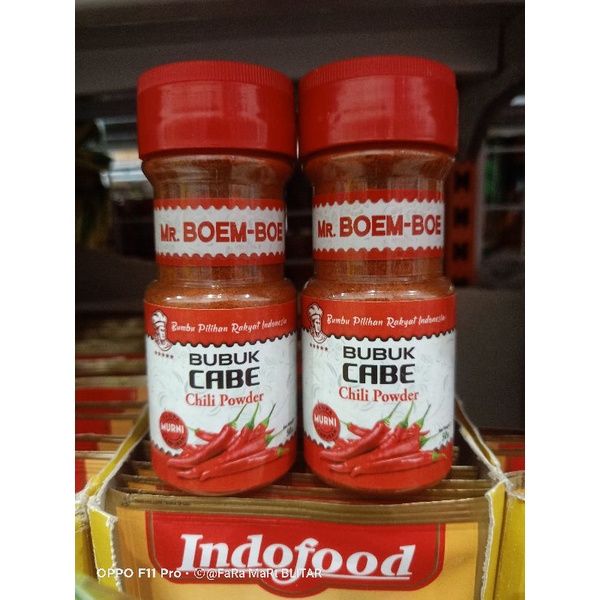 MR. BOEM-BOE
Bumbu Pilihan Rakyat Indonesia
BUBUK
CABE
Chili Powder
MURNI
MR. BOEM-BOE
Bumbu Pilihan Rakyat Indonesia
BUBUK
CABE
Chili Powder
MURNI
Indofood
OPPO F11 Pro • ©@FaRa MaRt BLITAR